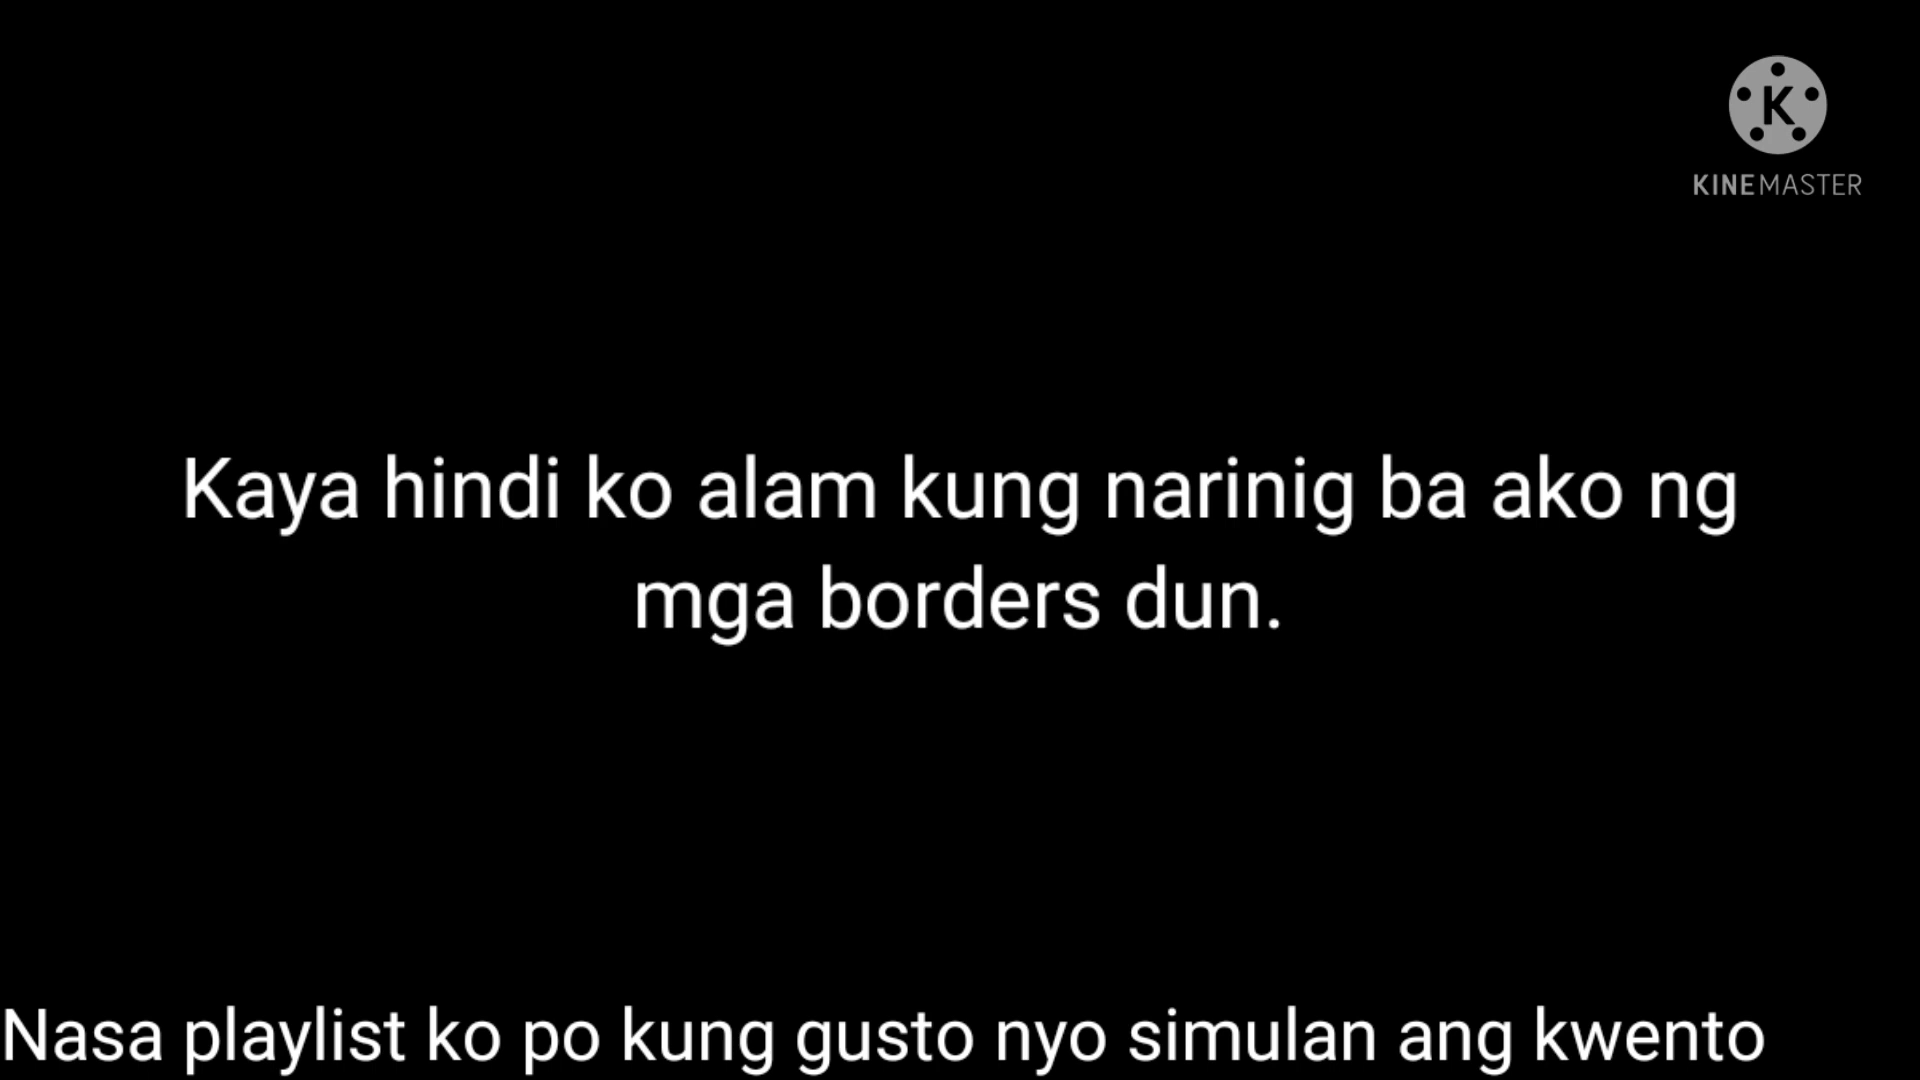 K
KINEMASTER
Kaya hindi ko alam kung narinig ba ako ng
mga borders dun.
Nasa playlist ko po kung gusto nyo simulan ang kwento